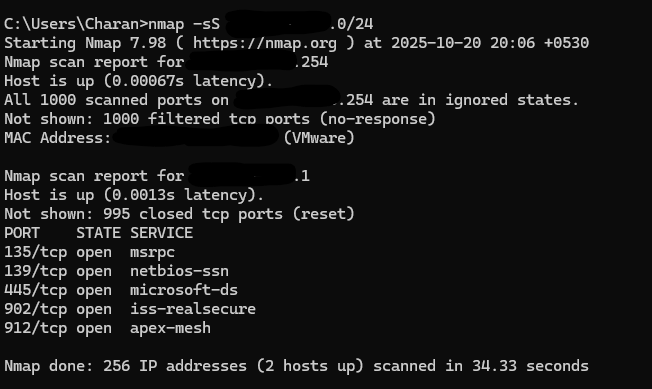 C:\Users\Charan>nmap -sS .0/24
Starting Nmap 7.98 ( https://nmap.org ) at 2025-10-20 20:06 +0530
Nmap scan report for .254
Host is up (0.00067s latency).
All 1000 scanned ports on .254 are in ignored states.
Not shown: 1000 filtered tcp ports (no-response)
MAC Address: (VMware)
Nmap scan report for .1
Host is up (0.0013s latency).
Not shown: 995 closed tcp ports (reset)
PORT    STATE SERVICE
135/tcp open  msrpc
139/tcp open  netbios-ssn
445/tcp open  microsoft-ds
902/tcp open  iss-realsecure
912/tcp open  apex-mesh
Nmap done: 256 IP addresses (2 hosts up) scanned in 34.33 seconds